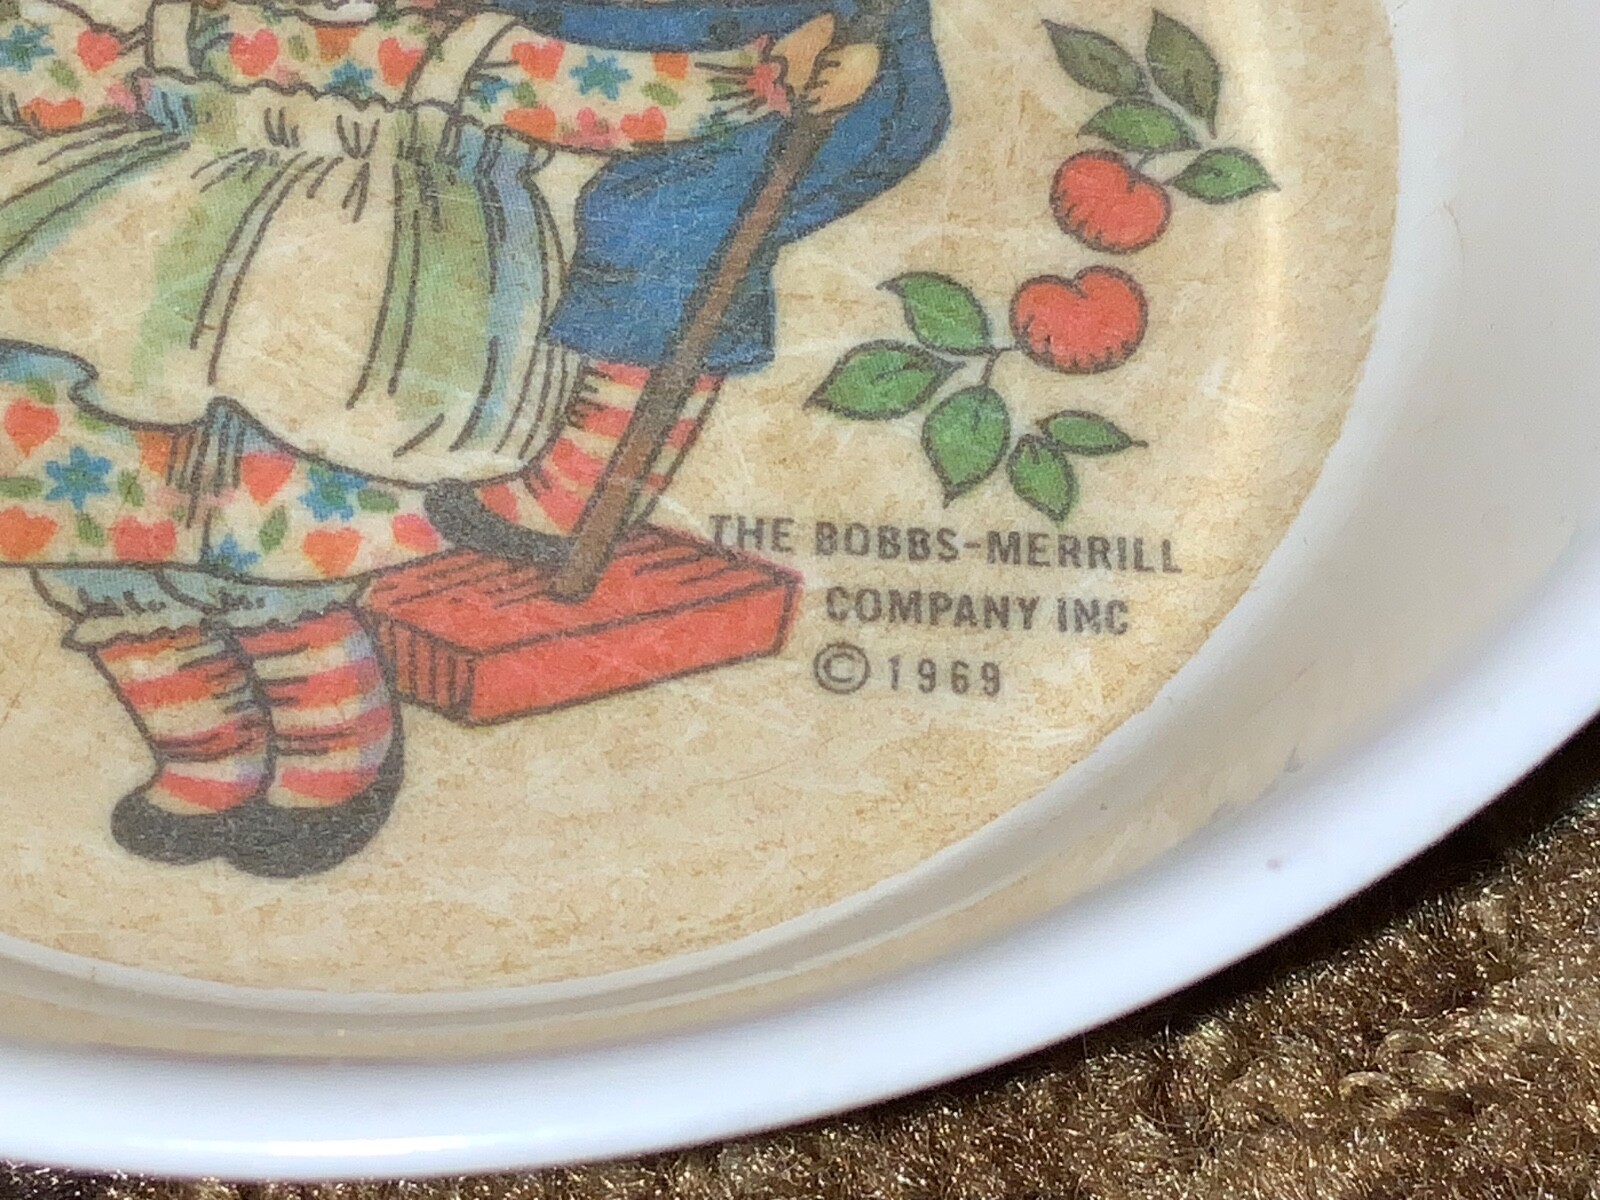 THE BOBBS-MERRILL
COMPANY INC
©1969